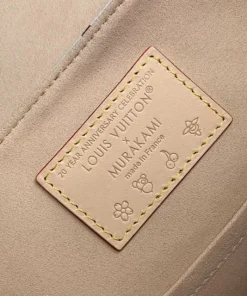 20 YEAR ANNIVERSARY CELEBRATION
LOUIS VUITTON
×
MURAKAMI
made in France